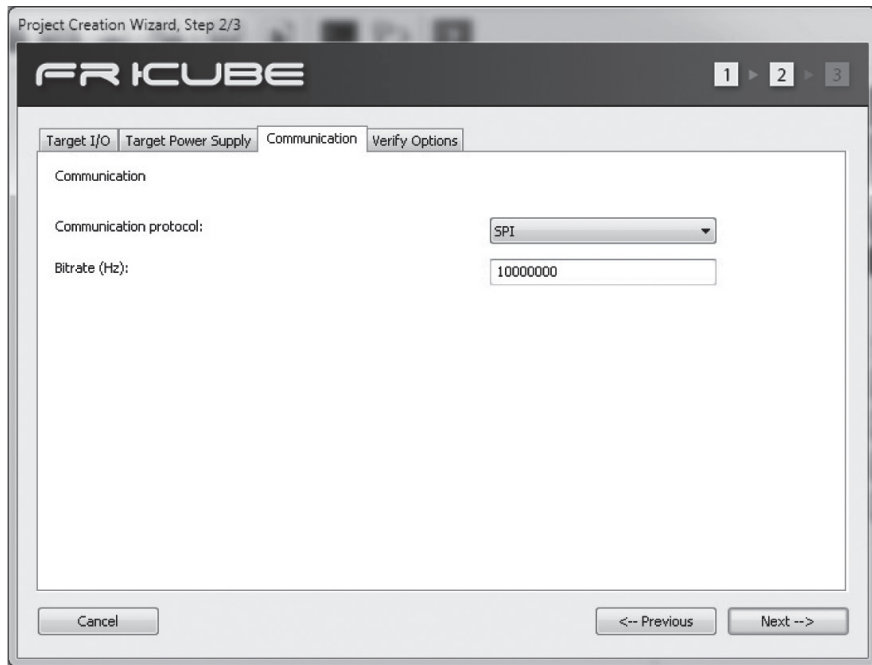 Project Creation Wizard, Step 2/3
FRICUBE
1 2 3
Target I/O Target Power Supply Communication Verify Options
Communication
Communication protocol: SPI
Bitrate (Hz): 10000000
Cancel <-- Previous Next -->